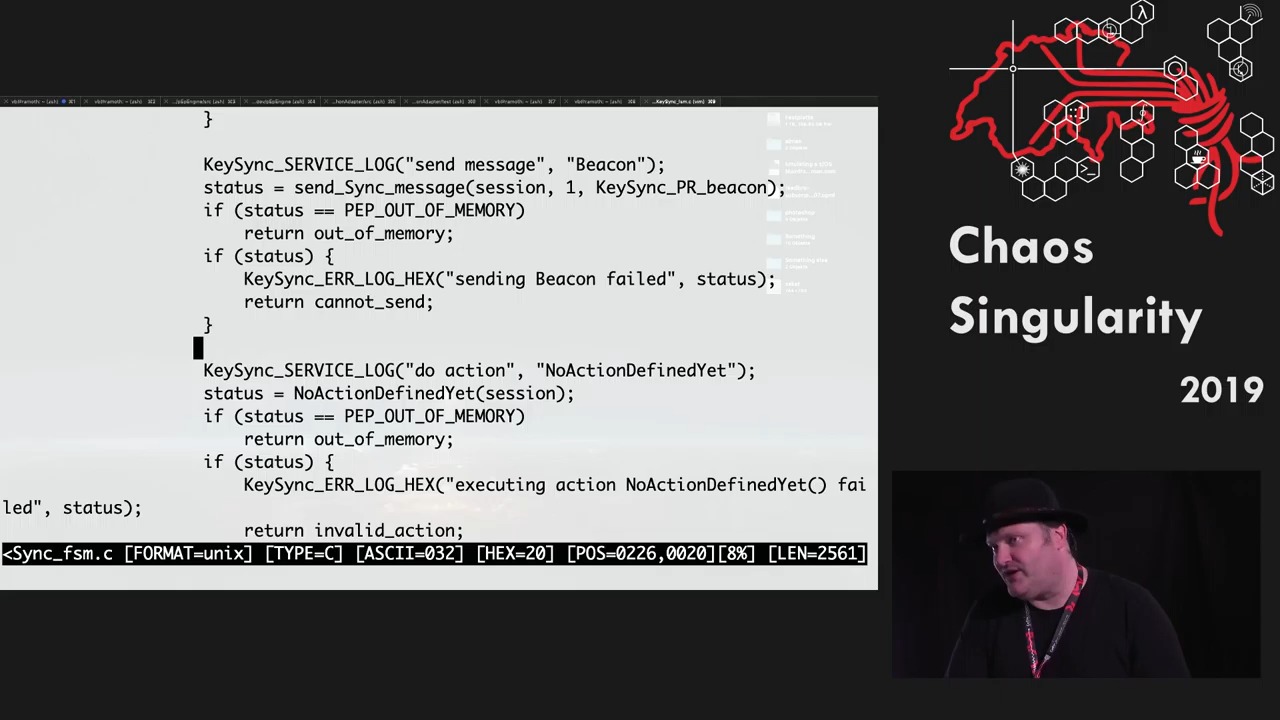 }
KeySync_SERVICE_LOG("send message", "Beacon");
status = send_Sync_message(session, 1, KeySync_PR_beacon);
if (status == PEP_OUT_OF_MEMORY)
return out_of_memory;
if (status) {
KeySync_ERR_LOG_HEX("sending Beacon failed", status);
return cannot_send;
}
KeySync_SERVICE_LOG("do action", "NoActionDefinedYet");
status = NoActionDefinedYet(session);
if (status == PEP_OUT_OF_MEMORY)
return out_of_memory;
if (status) {
KeySync_ERR_LOG_HEX("executing action NoActionDefinedYet() fai
led", status);
return invalid_action;
<Sync_fsm.c [FORMAT=unix] [TYPE=C] [ASCII=032] [HEX=20] [POS=0226,0020][8%] [LEN=2561]
Chaos
Singularity
2019